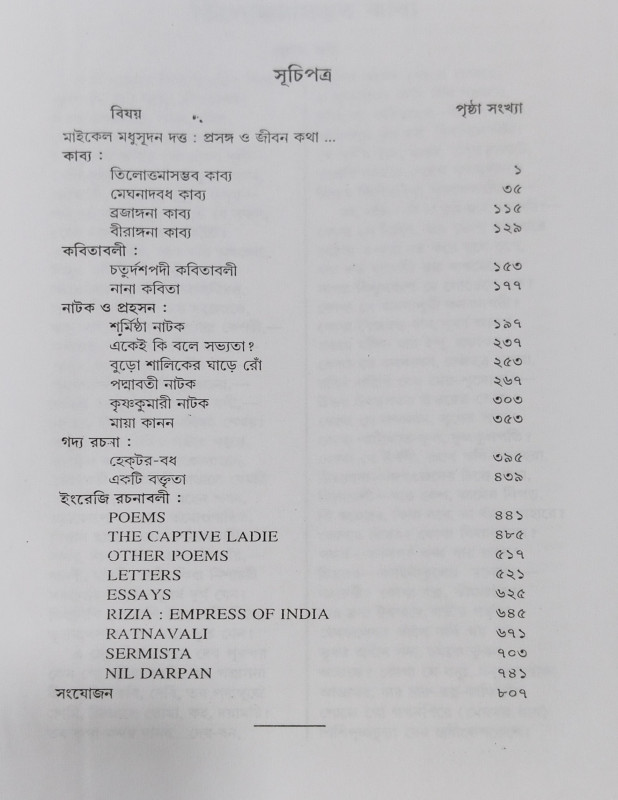 সূচিপত্র
বিষয় পৃষ্ঠা সংখ্যা
মাইকেল মধুসূদন দত্ত : প্রসঙ্গ ও জীবন কথা ...
কাব্য :
তিলোত্তমাসম্ভব কাব্য ১
মেঘনাদবধ কাব্য ৩৫
ব্রজাঙ্গনা কাব্য ১১৫
বীরাঙ্গনা কাব্য ১২৯
কবিতাবলী :
চতুর্দশপদী কবিতাবলী ১৫৩
নানা কবিতা ১৭৭
নাটক ও প্রহসন :
শর্মিষ্ঠা নাটক ১৯৭
একেই কি বলে সভ্যতা? ২৩৭
বুড়ো শালিকের ঘাড়ে রোঁ ২৫৩
পদ্মাবতী নাটক ২৬৭
কৃষ্ণকুমারী নাটক ৩০৩
মায়া কানন ৩৫৩
গদ্য রচনা :
হেক্টর-বধ ৩৯৫
একটি বক্তৃতা ৪৩৯
ইংরেজি রচনাবলী :
POEMS ৪৪১
THE CAPTIVE LADIE ৪৮৫
OTHER POEMS ৫১৭
LETTERS ৫২১
ESSAYS ৬২৫
RIZIA : EMPRESS OF INDIA ৬৪৫
RATNAVALI ৬৭১
SERMISTA ৭০৩
NIL DARPAN ৭৪১
সংযোজন ৮০৭